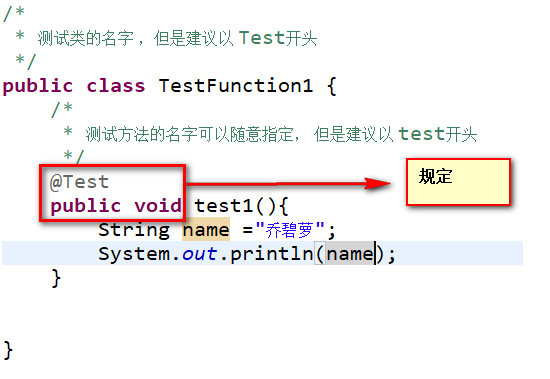 /*
 * 测试类的名字，但是建议以 Test开头
 */
public class TestFunction1 {
/*
 * 测试方法的名字可以随意指定，但是建议以 test开头
 */
@Test
规定
public void test1(){
String name ="乔碧萝";
System.out.println(name);
}
}